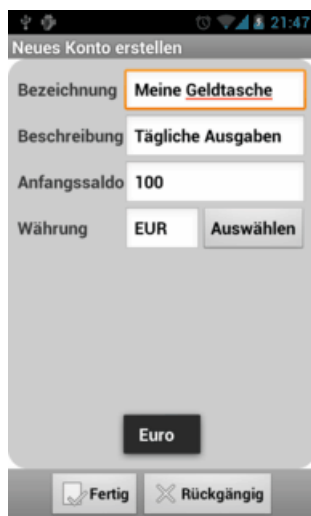 21:47
Neues Konto erstellen
Bezeichnung Meine Geldtasche
Beschreibung Tägliche Ausgaben
Anfangssaldo 100
Währung EUR Auswählen
Euro
Fertig Rückgängig